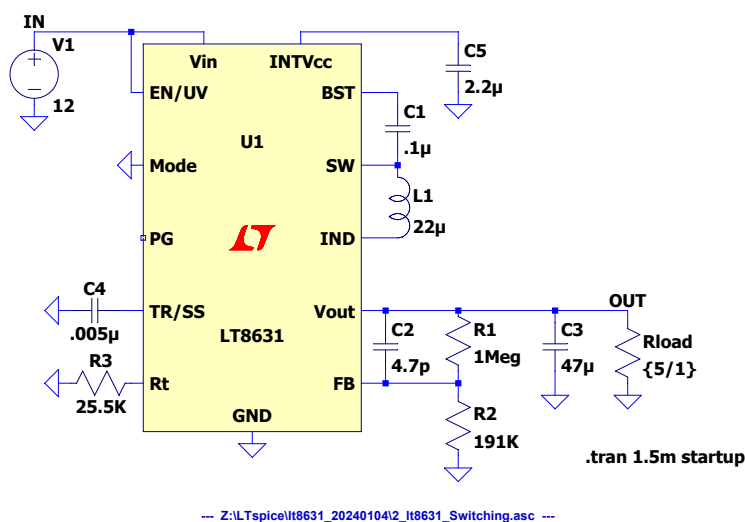 IN
V1
12
Vin
INTVcc
C5
2.2µ
EN/UV
BST
C1
.1µ
U1
Mode
SW
L1
22µ
PG
IND
C4
.005µ
TR/SS
Vout
OUT
C2
4.7p
R1
1Meg
C3
47µ
Rload
{5/1}
LT8631
R3
25.5K
Rt
FB
GND
R2
191K
.tran 1.5m startup
--- Z:\LTspice\lt8631_20240104\2_lt8631_Switching.asc ---